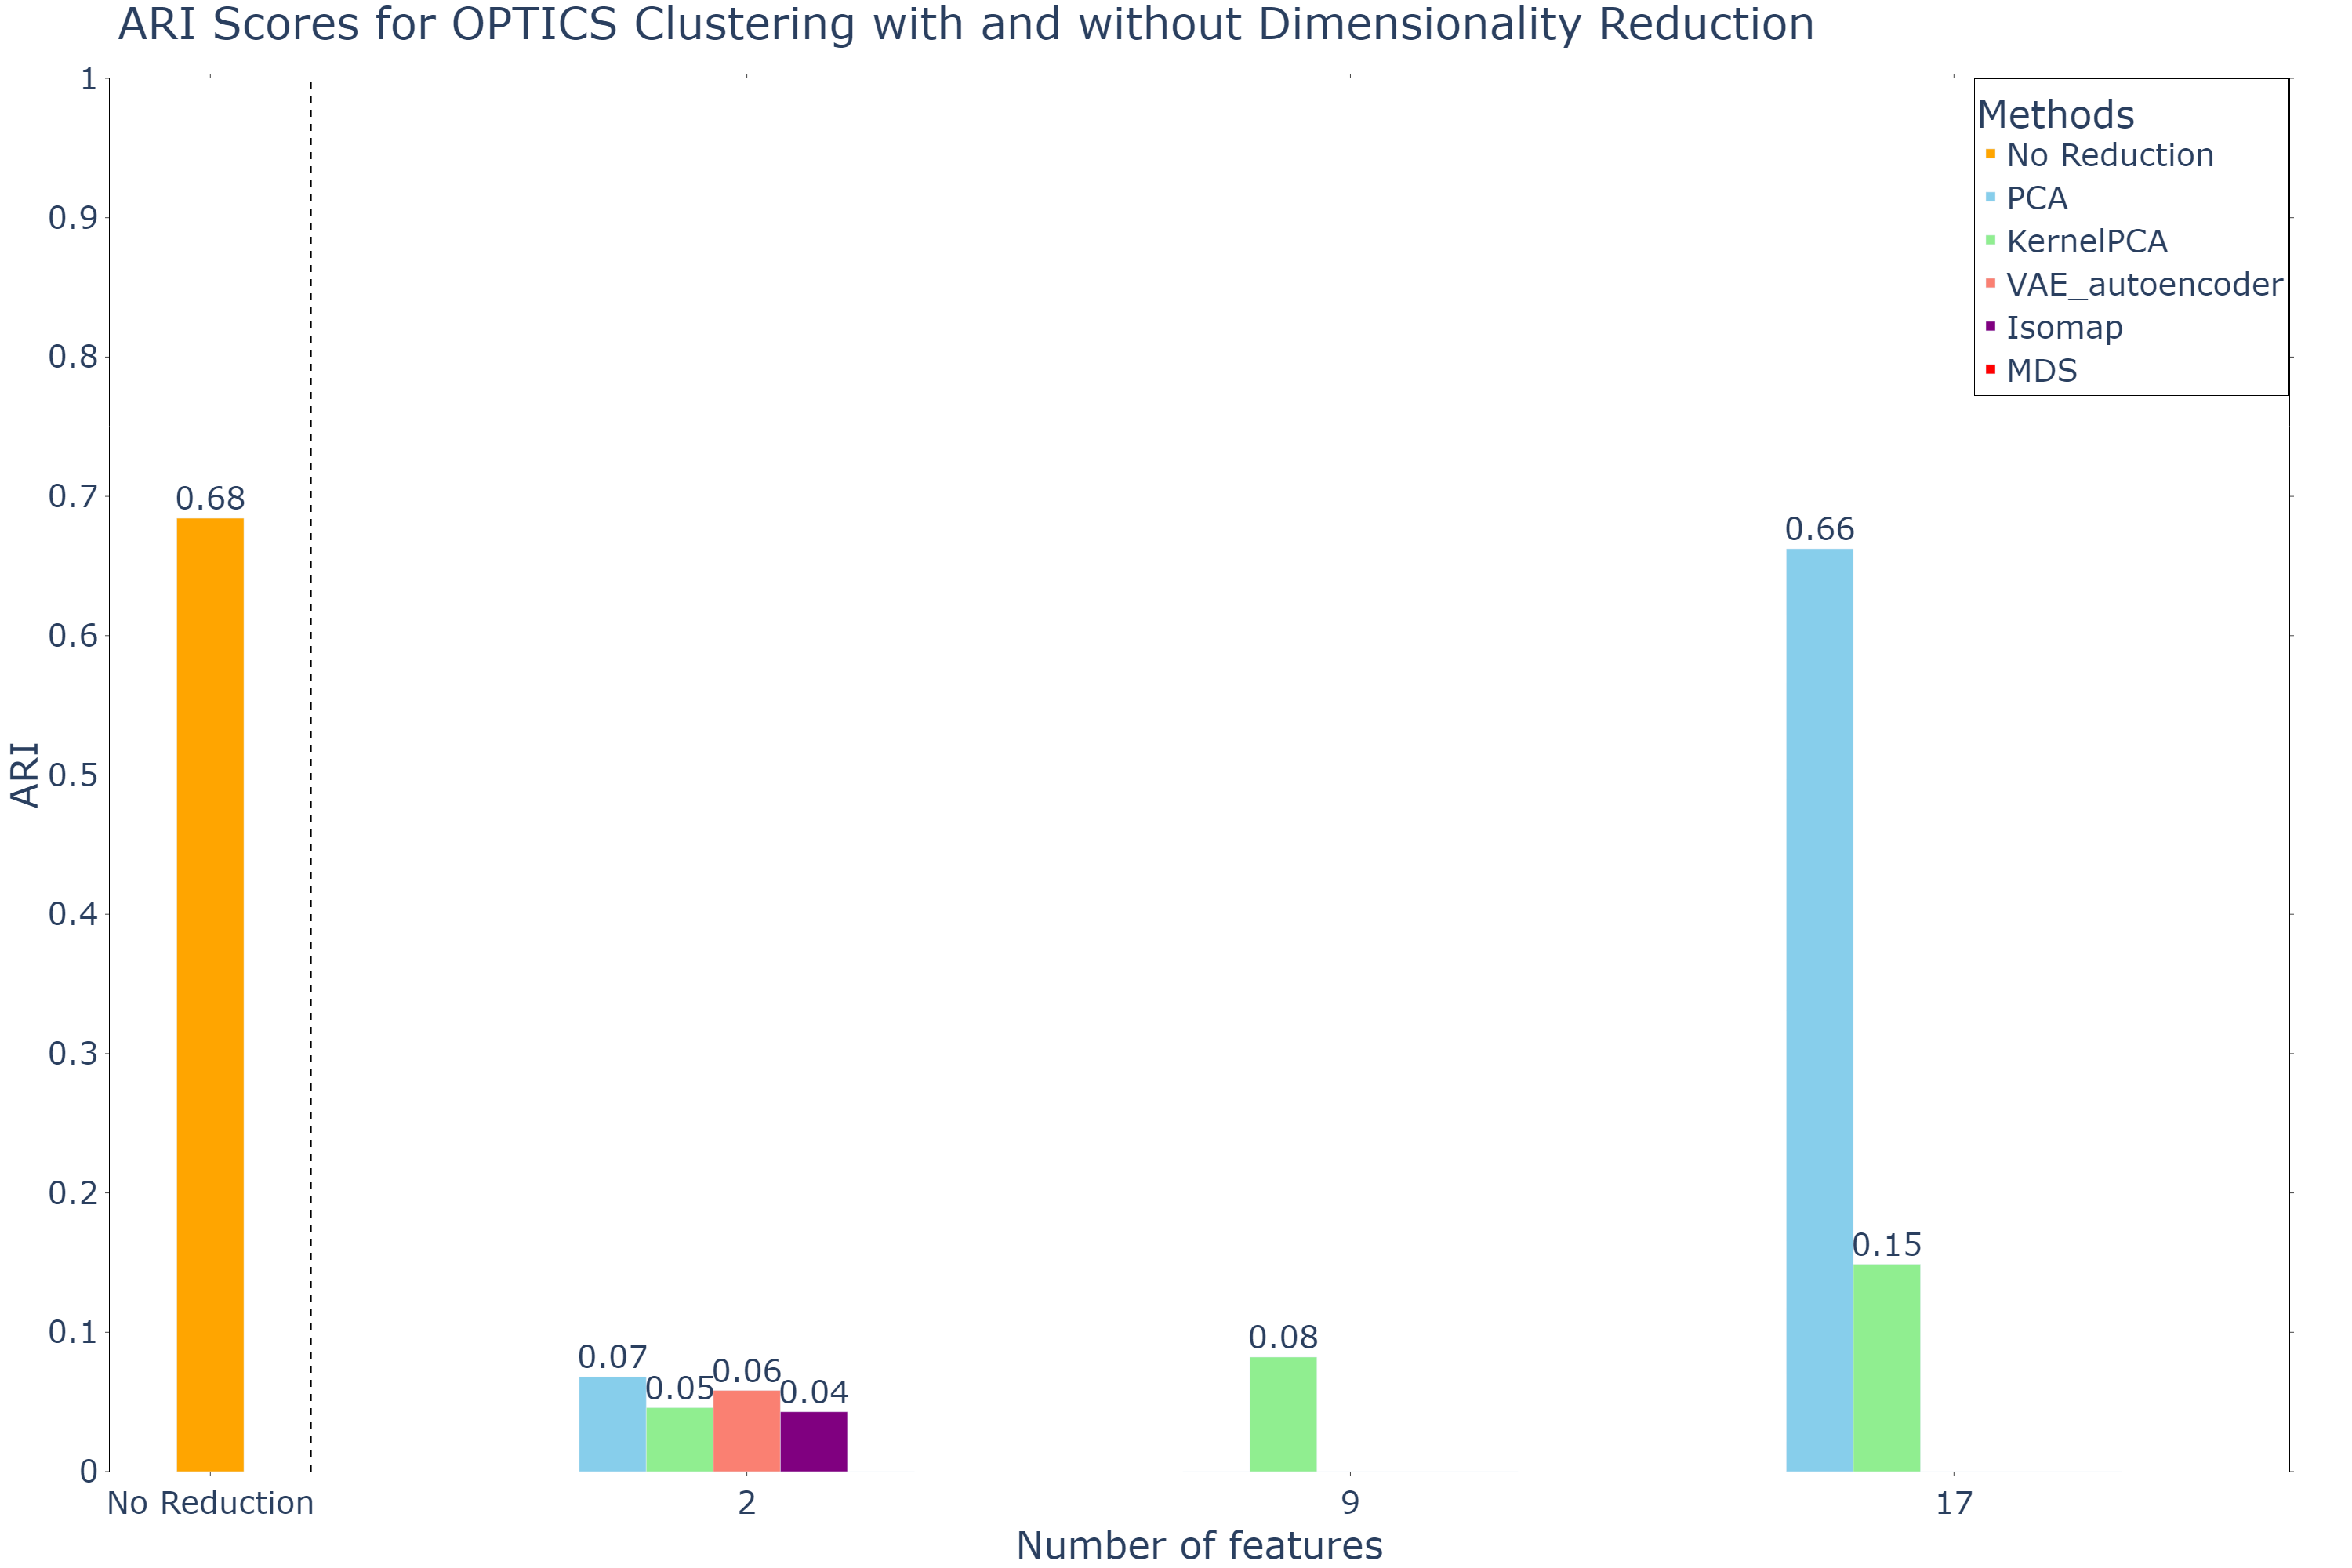 ARI Scores for OPTICS Clustering with and without Dimensionality Reduction
1
0.9
0.8
0.7
0.6
0.5
0.4
0.3
0.2
0.1
0
ARI
Methods
No Reduction
PCA
KernelPCA
VAE_autoencoder
Isomap
MDS
0.68
0.07
0.05
0.06
0.04
0.08
0.66
0.15
No Reduction
2
9
17
Number of features